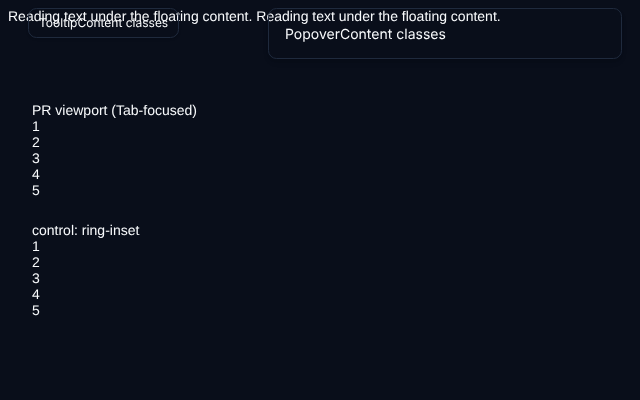 Reading text under the floating content. Reading text under the floating content.
TooltipContent classes
PopoverContent classes
PR viewport (Tab-focused)
1
2
3
4
5
control: ring-inset
1
2
3
4
5